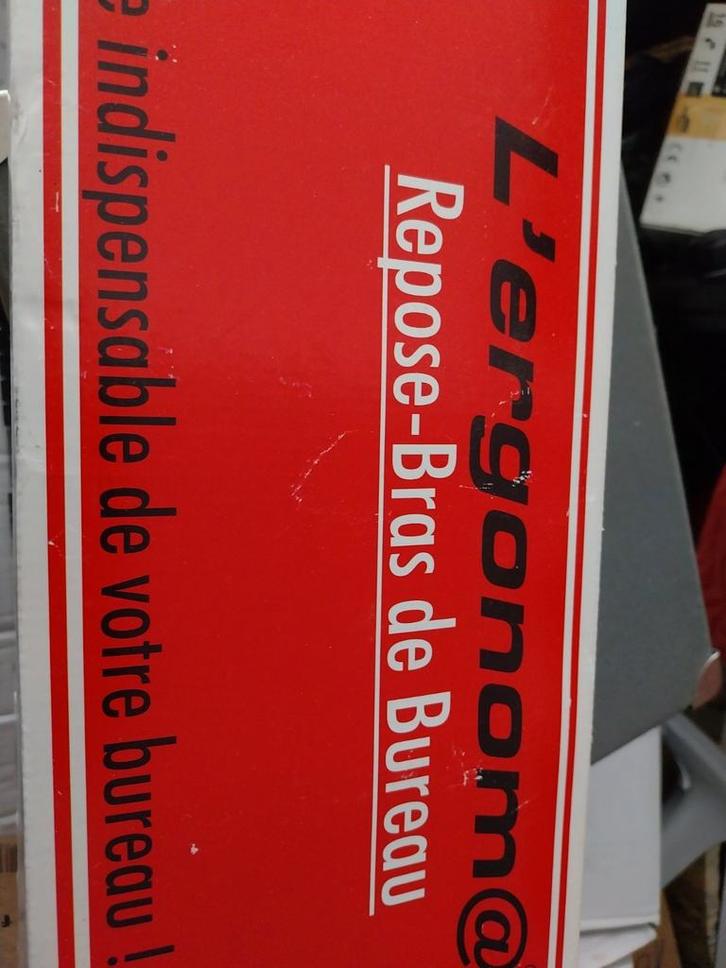 L'ergonom@
Repose-Bras de Bureau
e indispensable de votre bureau !